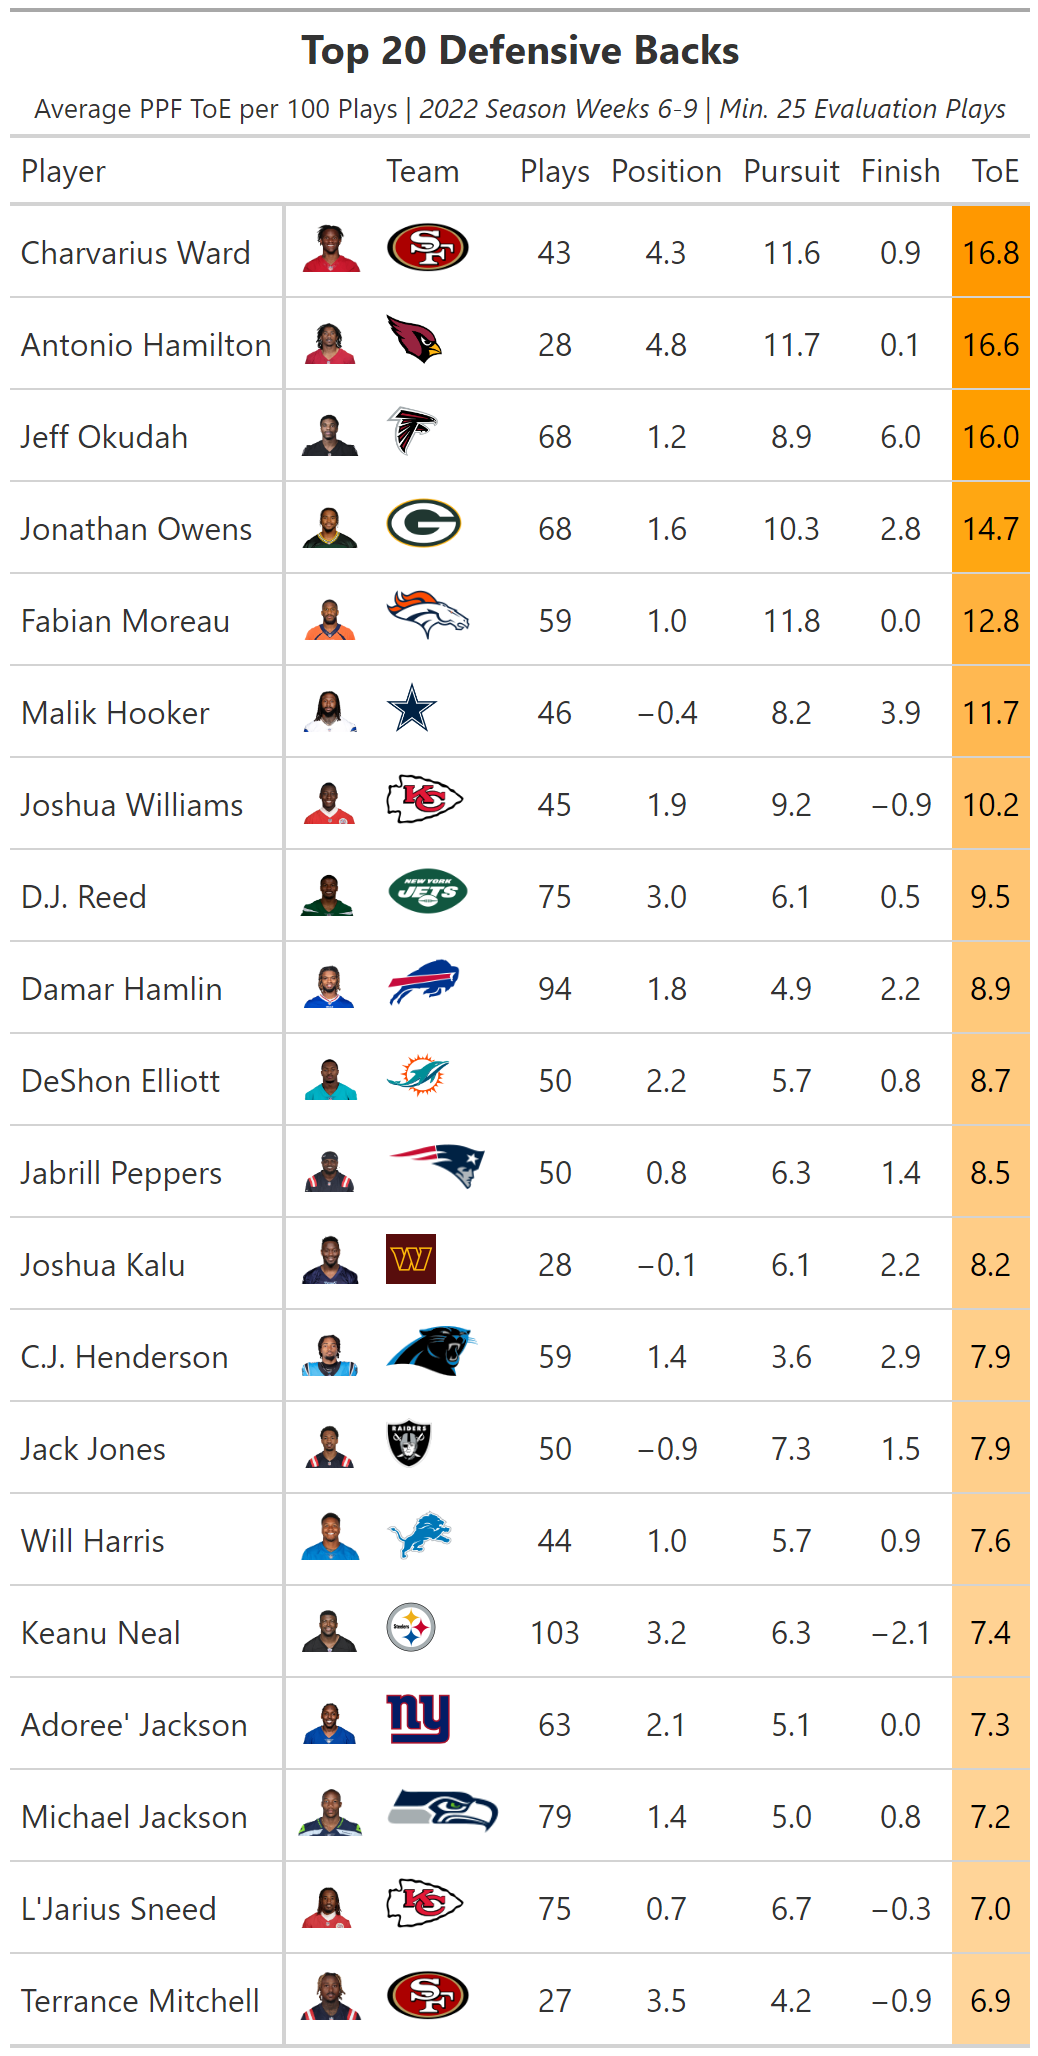 Top 20 Defensive Backs
Average PPF ToE per 100 Plays | 2022 Season Weeks 6-9 | Min. 25 Evaluation Plays
Player Team Plays Position Pursuit Finish ToE
Charvarius Ward SF 43 4.3 11.6 0.9 16.8
Antonio Hamilton 28 4.8 11.7 0.1 16.6
Jeff Okudah 68 1.2 8.9 6.0 16.0
Jonathan Owens G 68 1.6 10.3 2.8 14.7
Fabian Moreau 59 1.0 11.8 0.0 12.8
Malik Hooker 46 −0.4 8.2 3.9 11.7
Joshua Williams KC 45 1.9 9.2 −0.9 10.2
D.J. Reed NEW YORK JETS 75 3.0 6.1 0.5 9.5
Damar Hamlin 94 1.8 4.9 2.2 8.9
DeShon Elliott 50 2.2 5.7 0.8 8.7
Jabrill Peppers 50 0.8 6.3 1.4 8.5
Joshua Kalu W 28 −0.1 6.1 2.2 8.2
C.J. Henderson 59 1.4 3.6 2.9 7.9
Jack Jones RAIDERS 50 −0.9 7.3 1.5 7.9
Will Harris 44 1.0 5.7 0.9 7.6
Keanu Neal Steelers 103 3.2 6.3 −2.1 7.4
Adoree' Jackson ny 63 2.1 5.1 0.0 7.3
Michael Jackson 79 1.4 5.0 0.8 7.2
L'Jarius Sneed KC 75 0.7 6.7 −0.3 7.0
Terrance Mitchell SF 27 3.5 4.2 −0.9 6.9